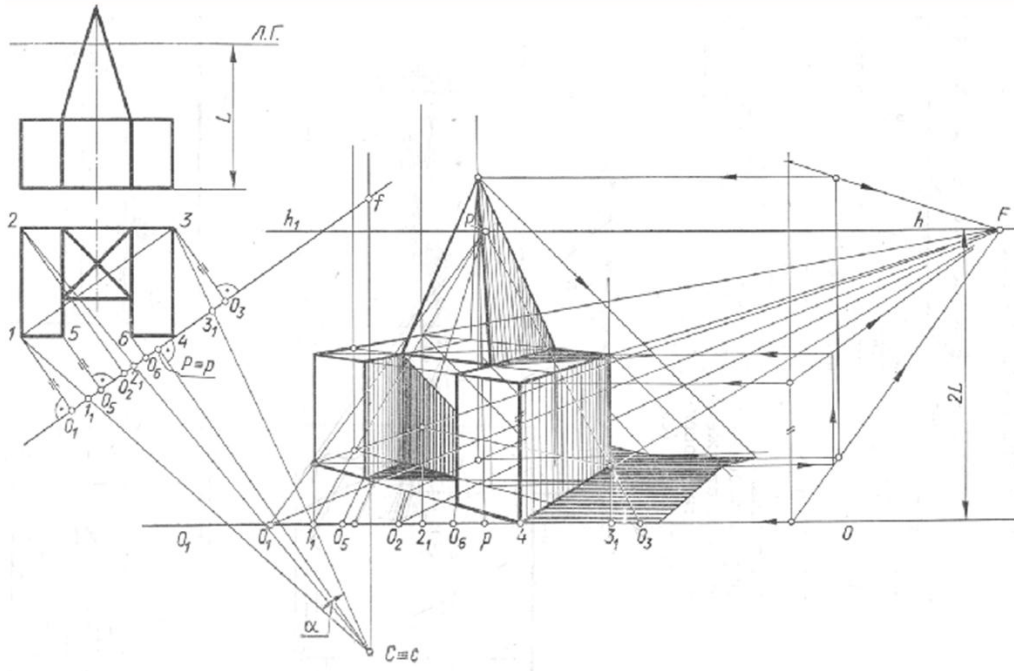 Л.Г.
L
2
3
f
h₁
P
h
F
O₃
3₁
1
5
6
4
P≡p
O₆
2₁
O₂
O₅
1₁
O₁
2L
O₁
O₁
1₁
O₅
O₂
2₁
O₆
p
4
3₁
O₃
O
α
C≡c